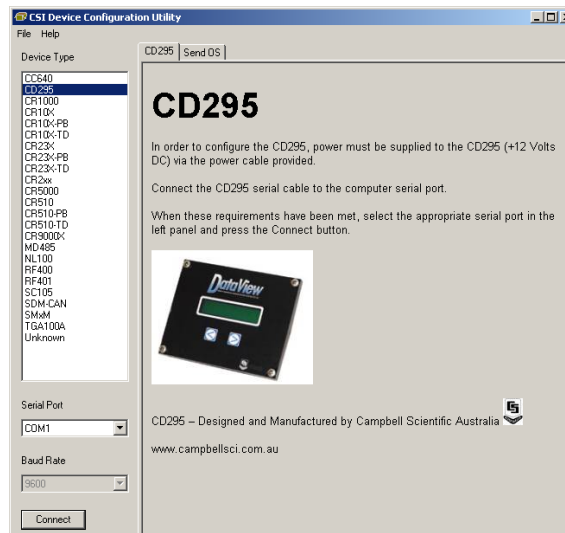 CSI Device Configuration Utility
File Help
Device Type
CC640
CD295
CR1000
CR10X
CR10X-PB
CR10X-TD
CR23X
CR23X-PB
CR23X-TD
CR2xx
CR5000
CR510
CR510-PB
CR510-TD
CR9000X
MD485
NL100
RF400
RF401
SC105
SDM-CAN
SMxM
TGA100A
Unknown
Serial Port
COM1
Baud Rate
9600
Connect
CD295 Send OS
CD295
In order to configure the CD295, power must be supplied to the CD295 (+12 Volts
DC) via the power cable provided.
Connect the CD295 serial cable to the computer serial port.
When these requirements have been met, select the appropriate serial port in the
left panel and press the Connect button.
DataView
CD295 – Designed and Manufactured by Campbell Scientific Australia
www.campbellsci.com.au